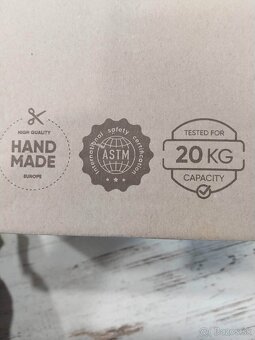 HIGH QUALITY
HAND
MADE
EUROPE
International safety certification
ASTM
TESTED FOR
20 KG
CAPACITY